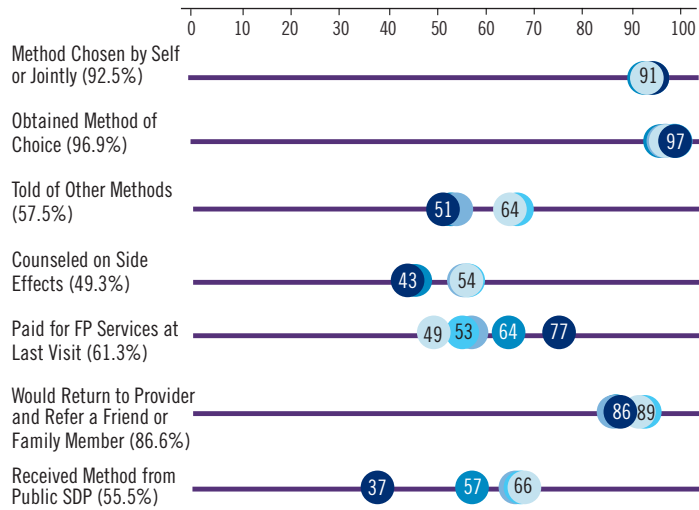 0 10 20 30 40 50 60 70 80 90 100
Method Chosen by Self
or Jointly (92.5%)
91
Obtained Method of
Choice (96.9%)
97
Told of Other Methods
(57.5%)
51 64
Counseled on Side
Effects (49.3%)
43 54
Paid for FP Services at
Last Visit (61.3%)
49 53 64 77
Would Return to Provider
and Refer a Friend or
Family Member (86.6%)
86 89
Received Method from
Public SDP (55.5%)
37 57 66